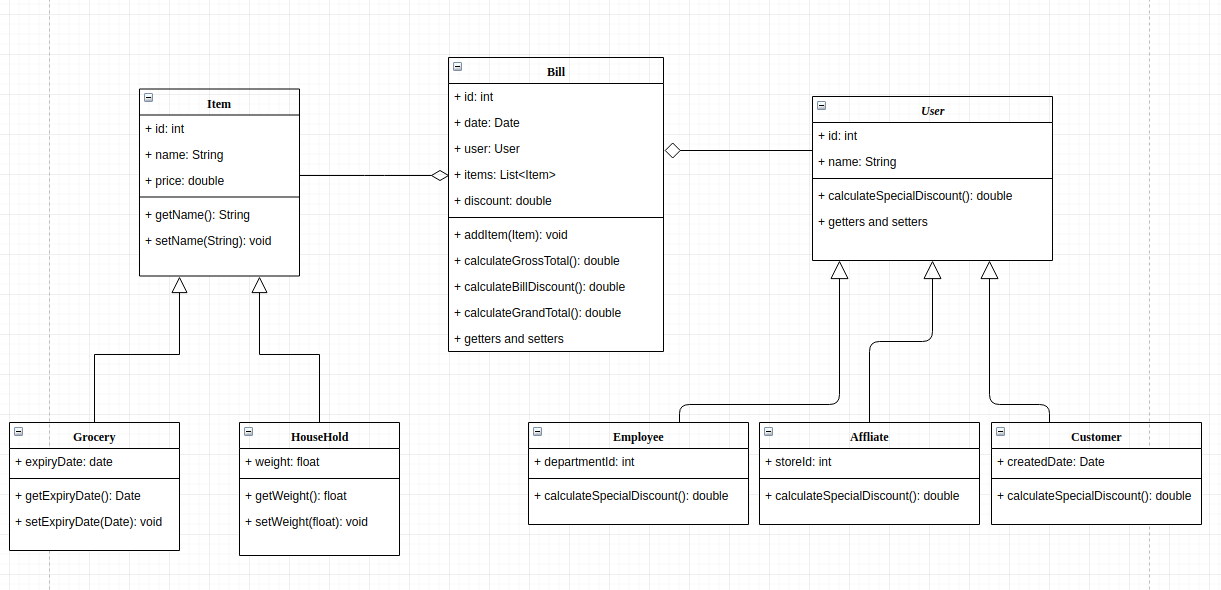 Item
+ id: int
+ name: String
+ price: double
+ getName(): String
+ setName(String): void
Bill
+ id: int
+ date: Date
+ user: User
+ items: List<Item>
+ discount: double
+ addItem(Item): void
+ calculateGrossTotal(): double
+ calculateBillDiscount(): double
+ calculateGrandTotal(): double
+ getters and setters
User
+ id: int
+ name: String
+ calculateSpecialDiscount(): double
+ getters and setters
Grocery
+ expiryDate: date
+ getExpiryDate(): Date
+ setExpiryDate(Date): void
HouseHold
+ weight: float
+ getWeight(): float
+ setWeight(float): void
Employee
+ departmentId: int
+ calculateSpecialDiscount(): double
Affliate
+ storeId: int
+ calculateSpecialDiscount(): double
Customer
+ createdDate: Date
+ calculateSpecialDiscount(): double